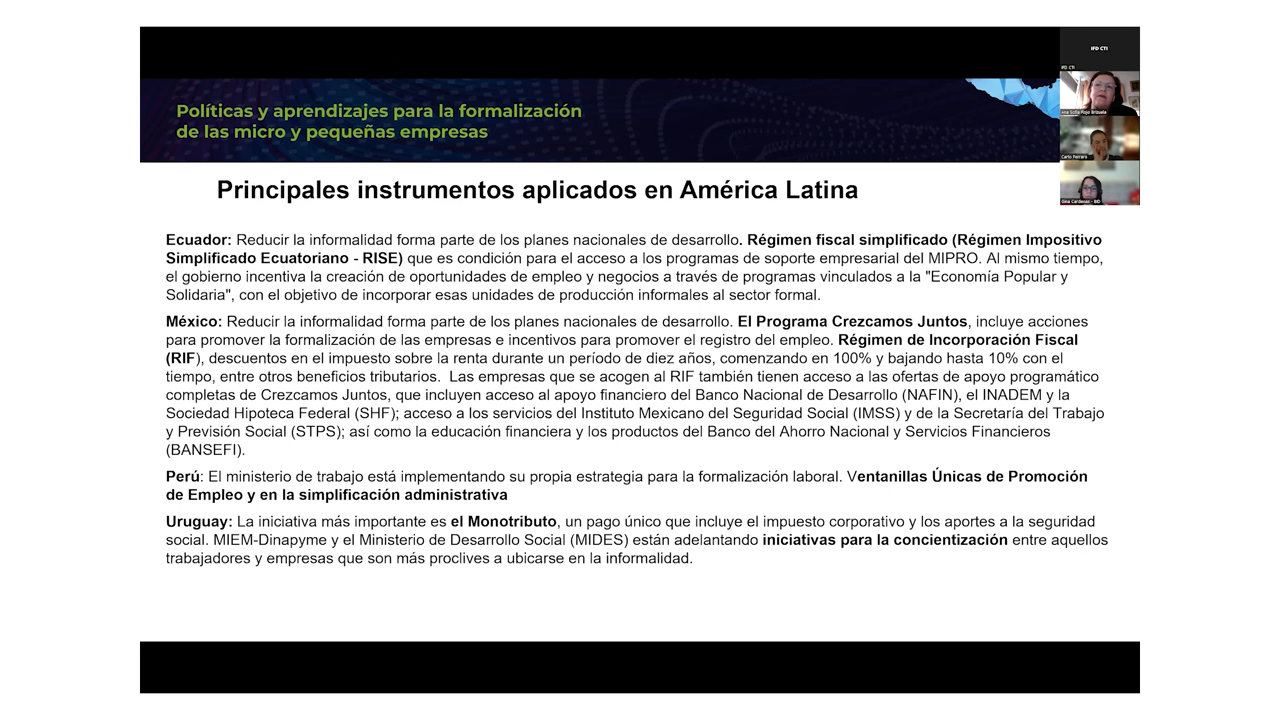 IFD CTI
IFD CTI
Políticas y aprendizajes para la formalización
de las micro y pequeñas empresas
Ana Sofía Rojo Brizuela
Carlo Ferraro
Gina Cardenas - BID
Principales instrumentos aplicados en América Latina
Ecuador: Reducir la informalidad forma parte de los planes nacionales de desarrollo. Régimen fiscal simplificado (Régimen Impositivo
Simplificado Ecuatoriano - RISE) que es condición para el acceso a los programas de soporte empresarial del MIPRO. Al mismo tiempo,
el gobierno incentiva la creación de oportunidades de empleo y negocios a través de programas vinculados a la "Economía Popular y
Solidaria", con el objetivo de incorporar esas unidades de producción informales al sector formal.
México: Reducir la informalidad forma parte de los planes nacionales de desarrollo. El Programa Crezcamos Juntos, incluye acciones
para promover la formalización de las empresas e incentivos para promover el registro del empleo. Régimen de Incorporación Fiscal
(RIF), descuentos en el impuesto sobre la renta durante un período de diez años, comenzando en 100% y bajando hasta 10% con el
tiempo, entre otros beneficios tributarios. Las empresas que se acogen al RIF también tienen acceso a las ofertas de apoyo programático
completas de Crezcamos Juntos, que incluyen acceso al apoyo financiero del Banco Nacional de Desarrollo (NAFIN), el INADEM y la
Sociedad Hipoteca Federal (SHF); acceso a los servicios del Instituto Mexicano del Seguridad Social (IMSS) y de la Secretaría del Trabajo
y Previsión Social (STPS); así como la educación financiera y los productos del Banco del Ahorro Nacional y Servicios Financieros
(BANSEFI).
Perú: El ministerio de trabajo está implementando su propia estrategia para la formalización laboral. Ventanillas Únicas de Promoción
de Empleo y en la simplificación administrativa
Uruguay: La iniciativa más importante es el Monotributo, un pago único que incluye el impuesto corporativo y los aportes a la seguridad
social. MIEM-Dinapyme y el Ministerio de Desarrollo Social (MIDES) están adelantando iniciativas para la concientización entre aquellos
trabajadores y empresas que son más proclives a ubicarse en la informalidad.